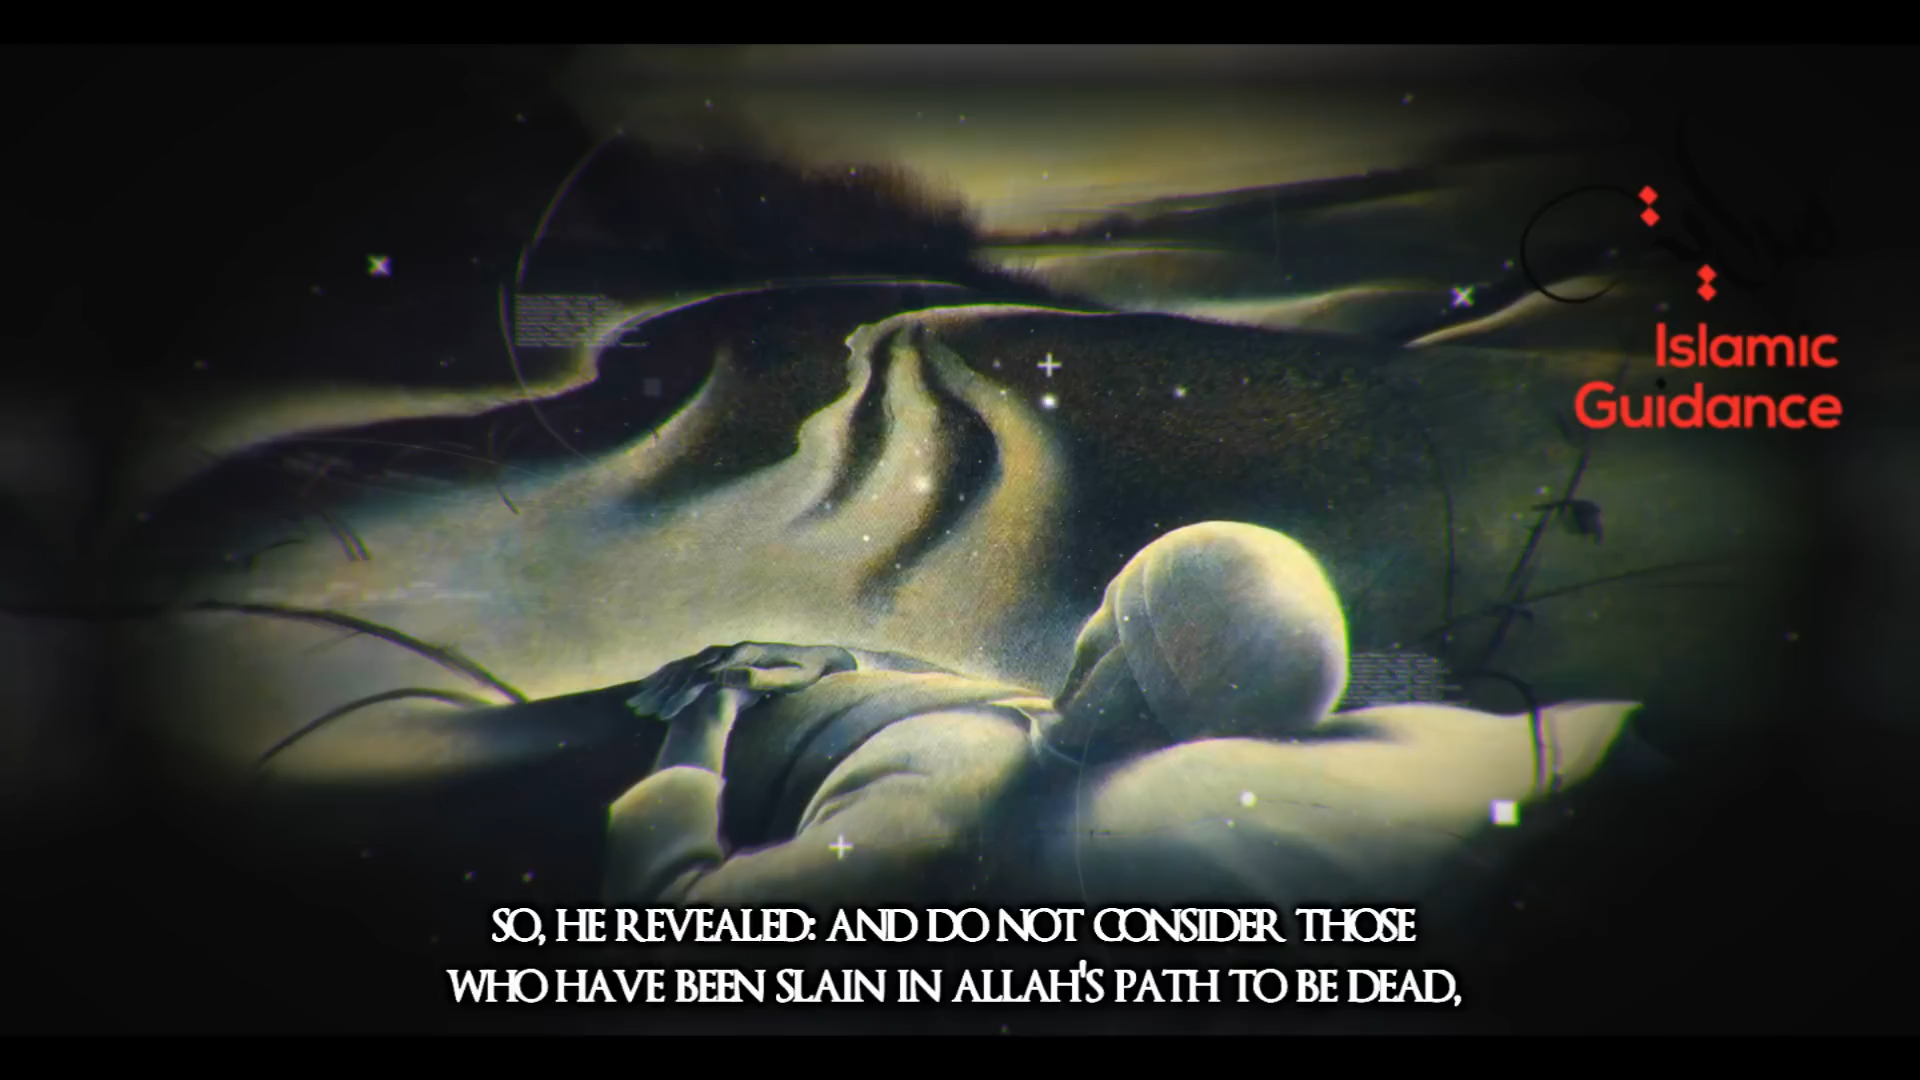 Islamic
Guidance
SO, HE REVEALED: AND DO NOT CONSIDER THOSE
WHO HAVE BEEN SLAIN IN ALLAH'S PATH TO BE DEAD,